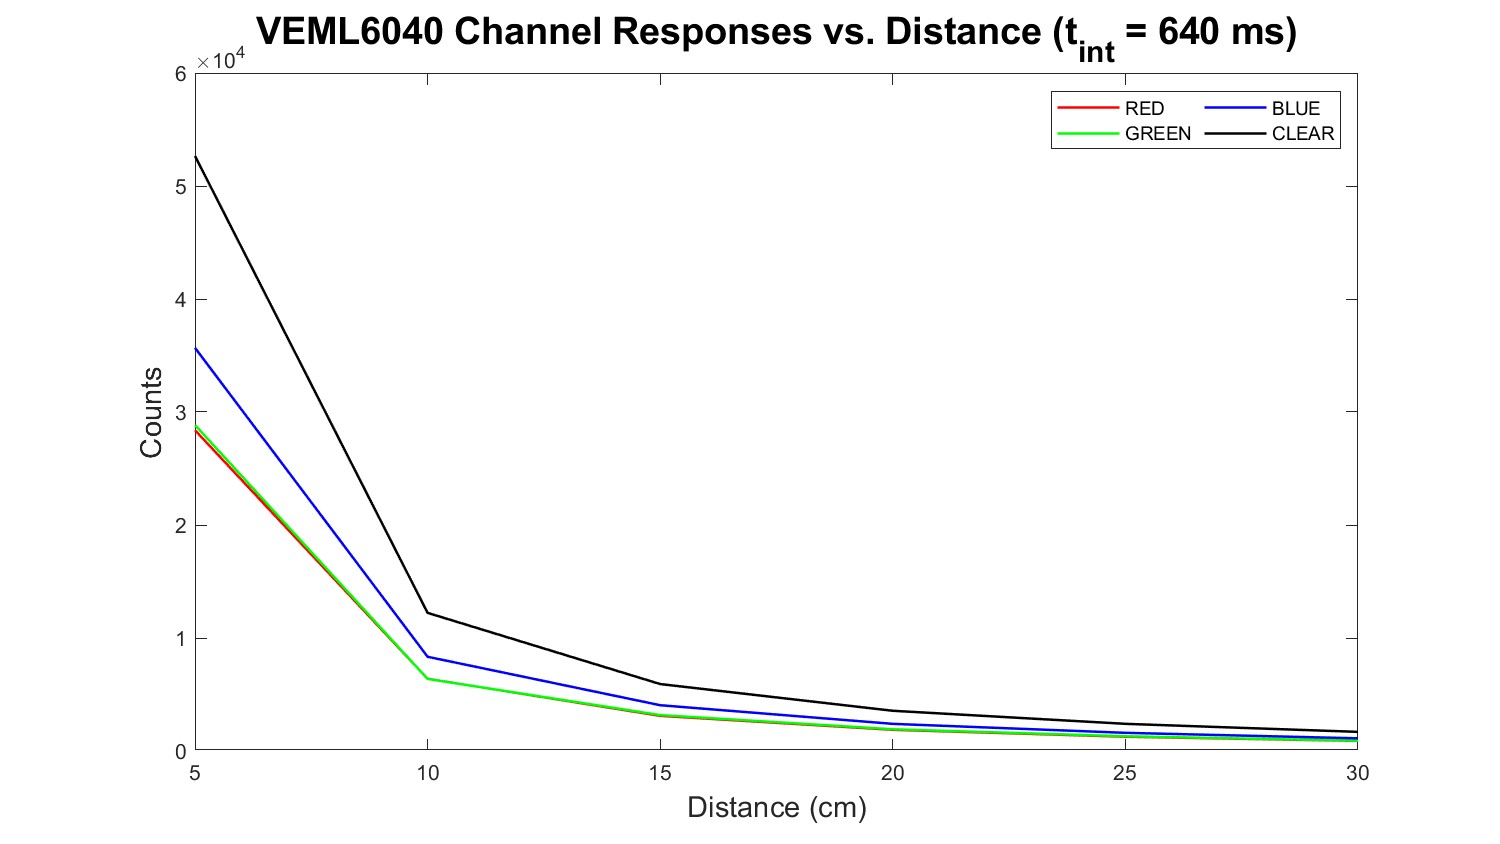 VEML6040 Channel Responses vs. Distance (t_int = 640 ms)
×10^4
RED BLUE
GREEN CLEAR
6
5
4
3
2
1
0
Counts
5 10 15 20 25 30
Distance (cm)